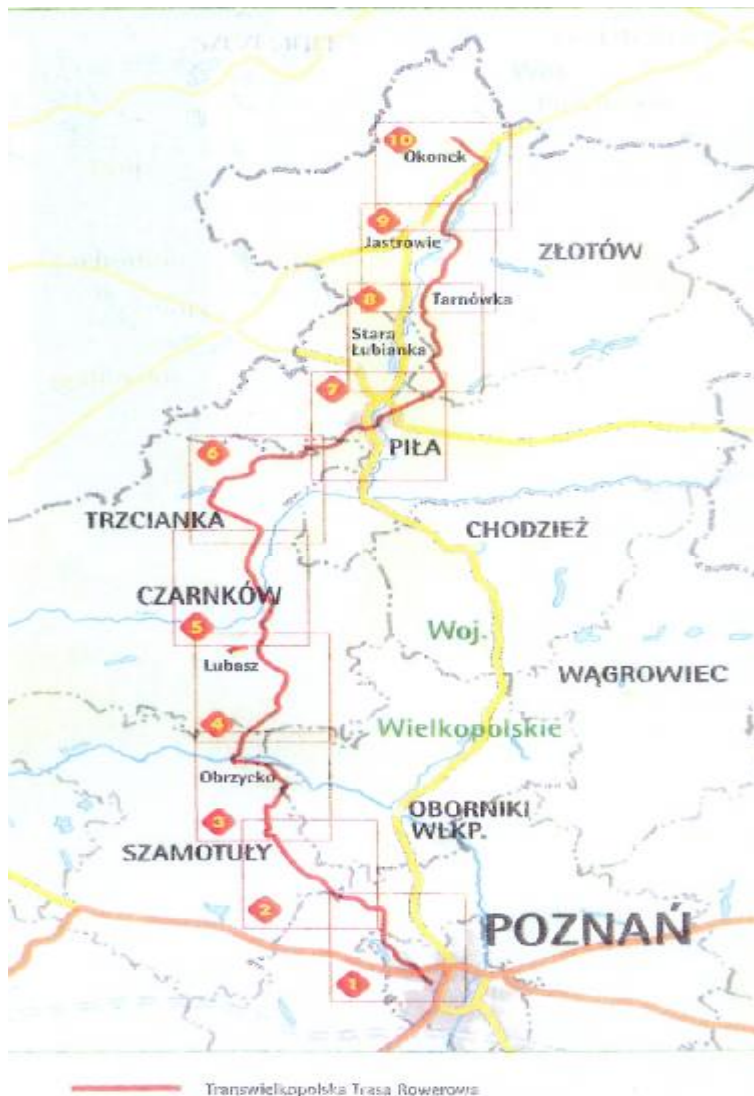 10
Okonek
9
Jastrowie
ZŁOTÓW
8
Tarnówka
Stara
Łubianka
7
PIŁA
6
TRZCIANKA
CHODZIEŻ
CZARNKÓW
5
Woj.
Lubasz
WĄGROWIEC
4
Wielkopolskie
Obrzycko
OBORNIKI
WLKP.
3
SZAMOTUŁY
2
POZNAŃ
1
Transwielkopolska Trasa Rowerowa